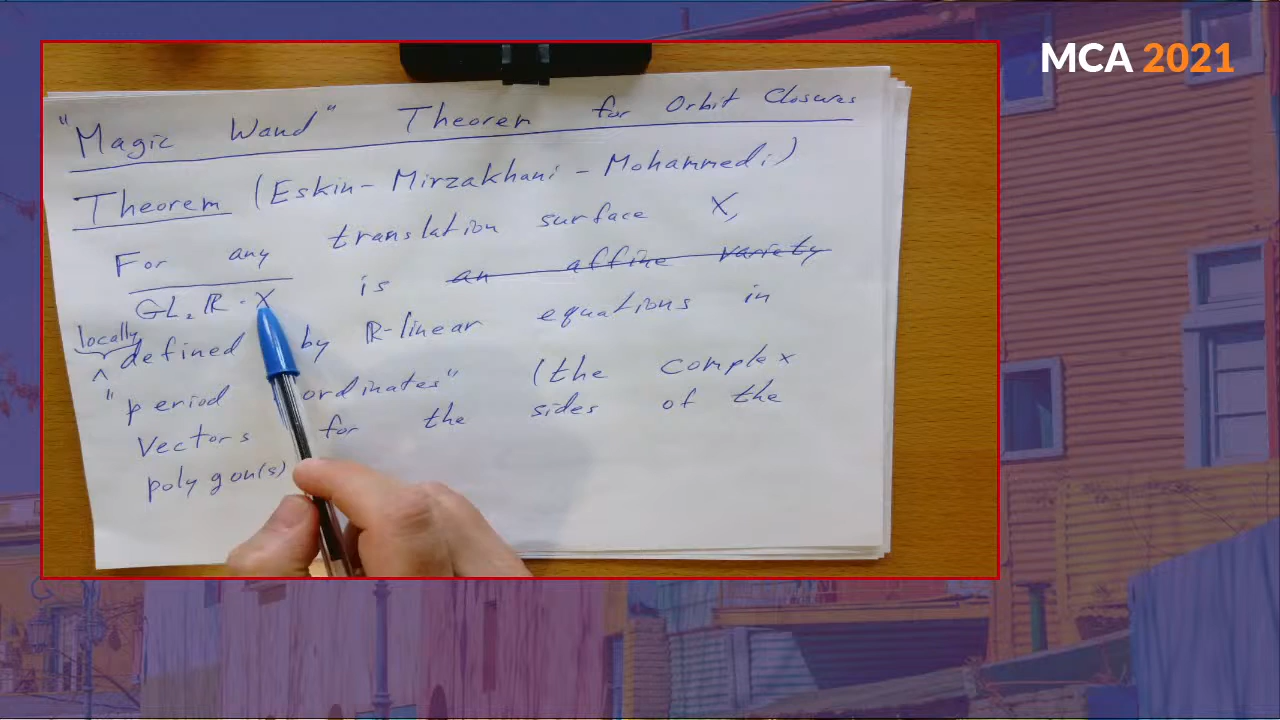 MCA 2021
"Magic Wand" Theorem for Orbit Closures
Theorem (Eskin-Mirzakhani-Mohammedi)
For any translation surface X,
GL₂ℝ·X is an affine variety
locally
defined by ℝ-linear equations in
"period ordinates" (the complex
vectors for the sides of the
polygon(s)